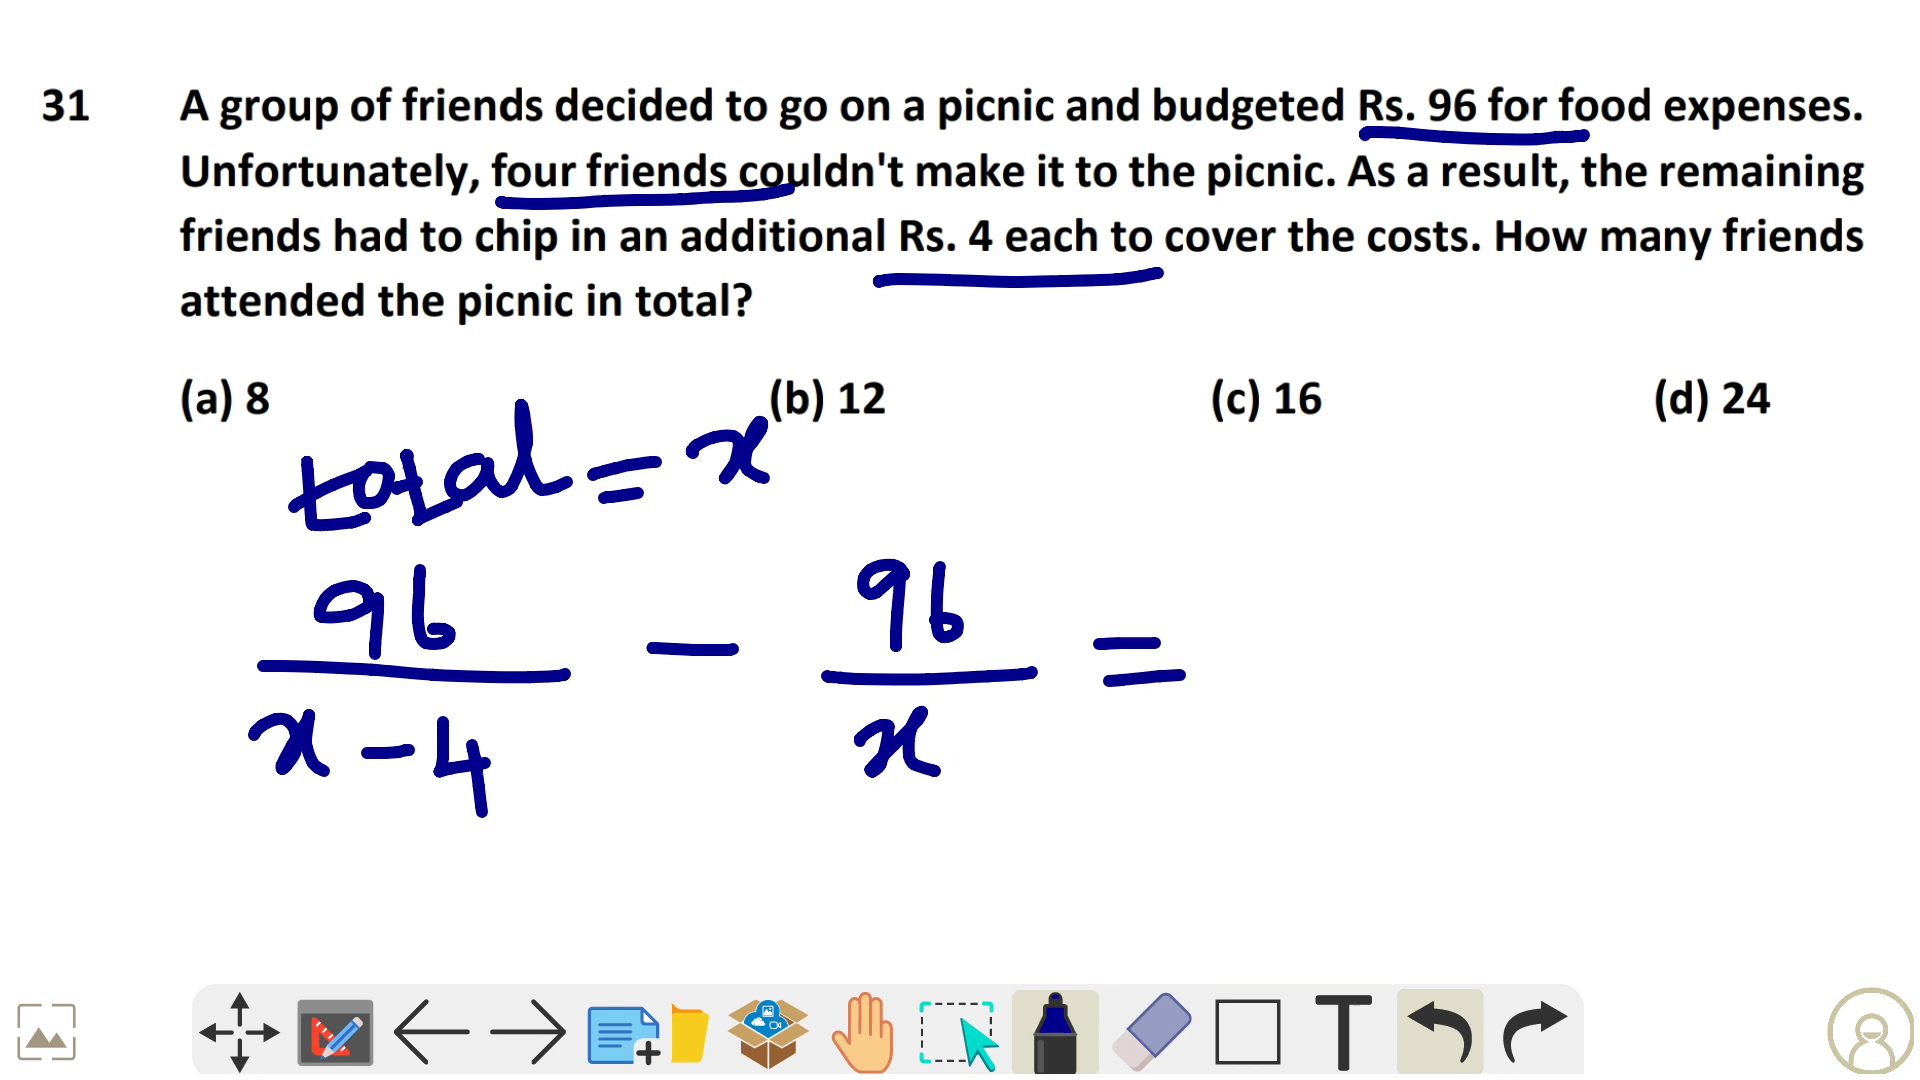 31 A group of friends decided to go on a picnic and budgeted Rs. 96 for food expenses.
Unfortunately, four friends couldn't make it to the picnic. As a result, the remaining
friends had to chip in an additional Rs. 4 each to cover the costs. How many friends
attended the picnic in total?
(a) 8 (b) 12 (c) 16 (d) 24
total = x
96/(x - 4) - 96/x =